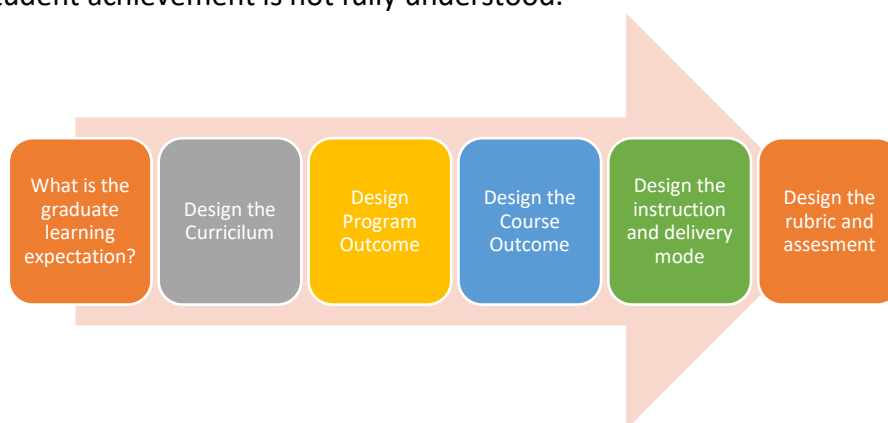 tudent achievement is not fully understood.
What is the
graduate
learning
expectation?
Design the
Curricilum
Design
Program
Outcome
Design the
Course
Outcome
Design the
instruction
and delivery
mode
Design the
rubric and
assesment